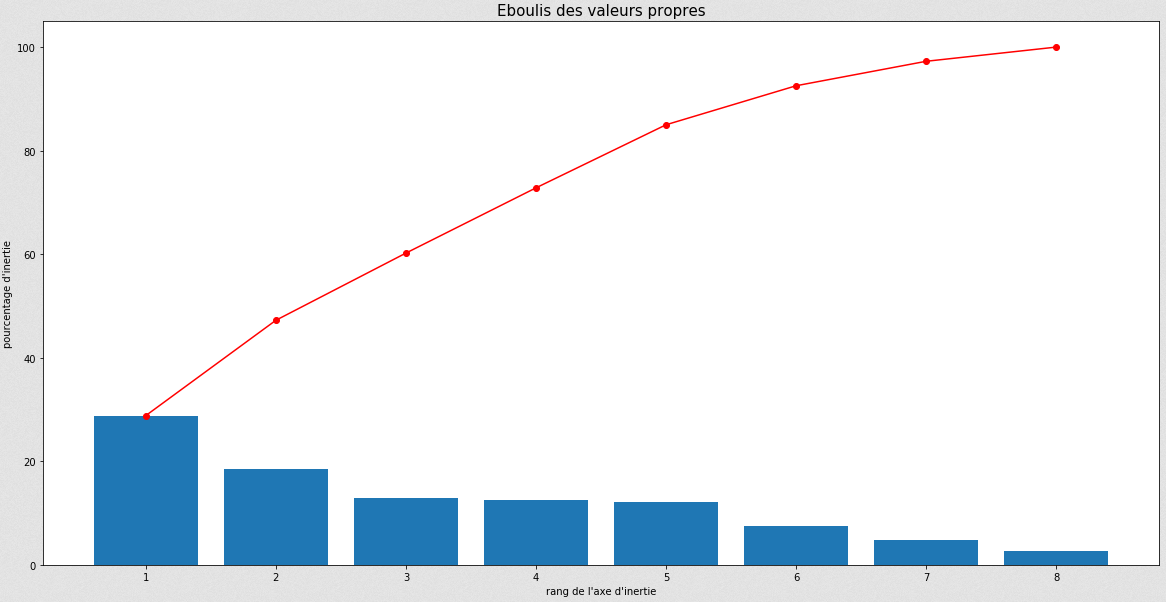 Eboulis des valeurs propres
100
80
60
40
20
0
pourcentage d'inertie
1 2 3 4 5 6 7 8
rang de l'axe d'inertie